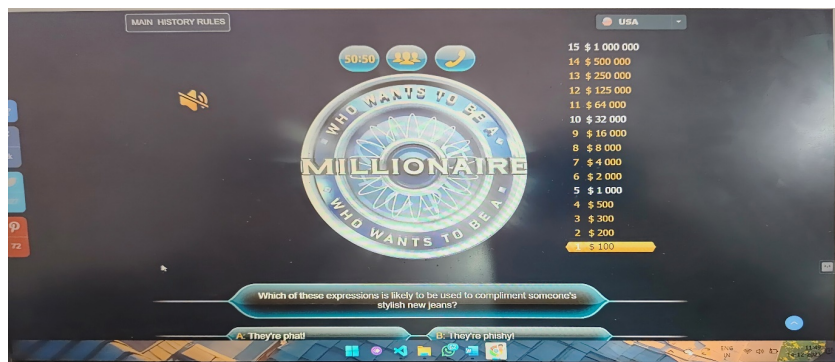 MAIN HISTORY RULES
USA
50:50
WHO WANTS TO BE A
MILLIONAIRE
WHO WANTS TO BE A
15 $ 1 000 000
14 $ 500 000
13 $ 250 000
12 $ 125 000
11 $ 64 000
10 $ 32 000
9 $ 16 000
8 $ 8 000
7 $ 4 000
6 $ 2 000
5 $ 1 000
4 $ 500
3 $ 300
2 $ 200
1 $ 100
72
Which of these expressions is likely to be used to compliment someone's
stylish new jeans?
A: They're phat!
B: They're phishy!
ENG
IN